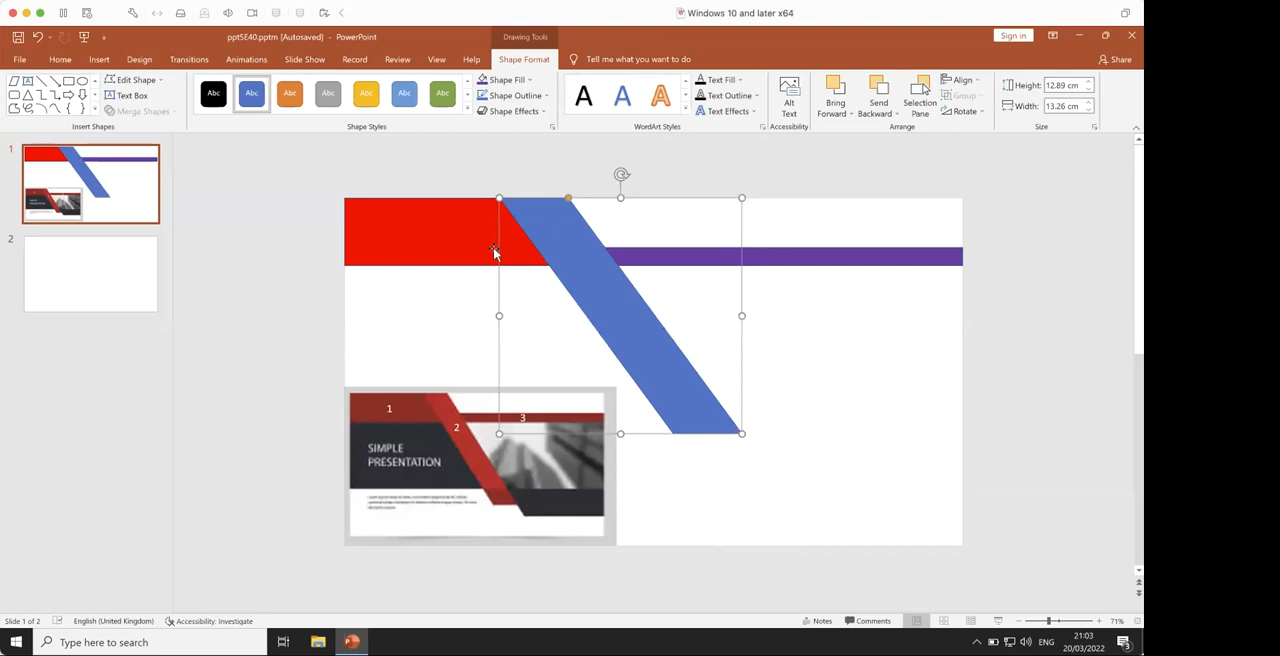 Windows 10 and later x64
ppt5E40.pptm [Autosaved] - PowerPoint
Drawing Tools
Sign in
File Home Insert Design Transitions Animations Slide Show Record Review View Help Shape Format Tell me what you want to do Share
Edit Shape
Text Box
Merge Shapes
Insert Shapes
Abc Abc Abc Abc Abc Abc Abc
Shape Styles
Shape Fill
Shape Outline
Shape Effects
A A A
WordArt Styles
Text Fill
Text Outline
Text Effects
Alt Text
Accessibility
Bring Forward
Send Backward
Selection Pane
Align
Group
Rotate
Arrange
Height: 12.89 cm
Width: 13.26 cm
Size
1
2
1
2
3
SIMPLE
PRESENTATION
Slide 1 of 2 English (United Kingdom) Accessibility: Investigate Notes Comments 71%
Type here to search
ENG
21:03
20/03/2022
3